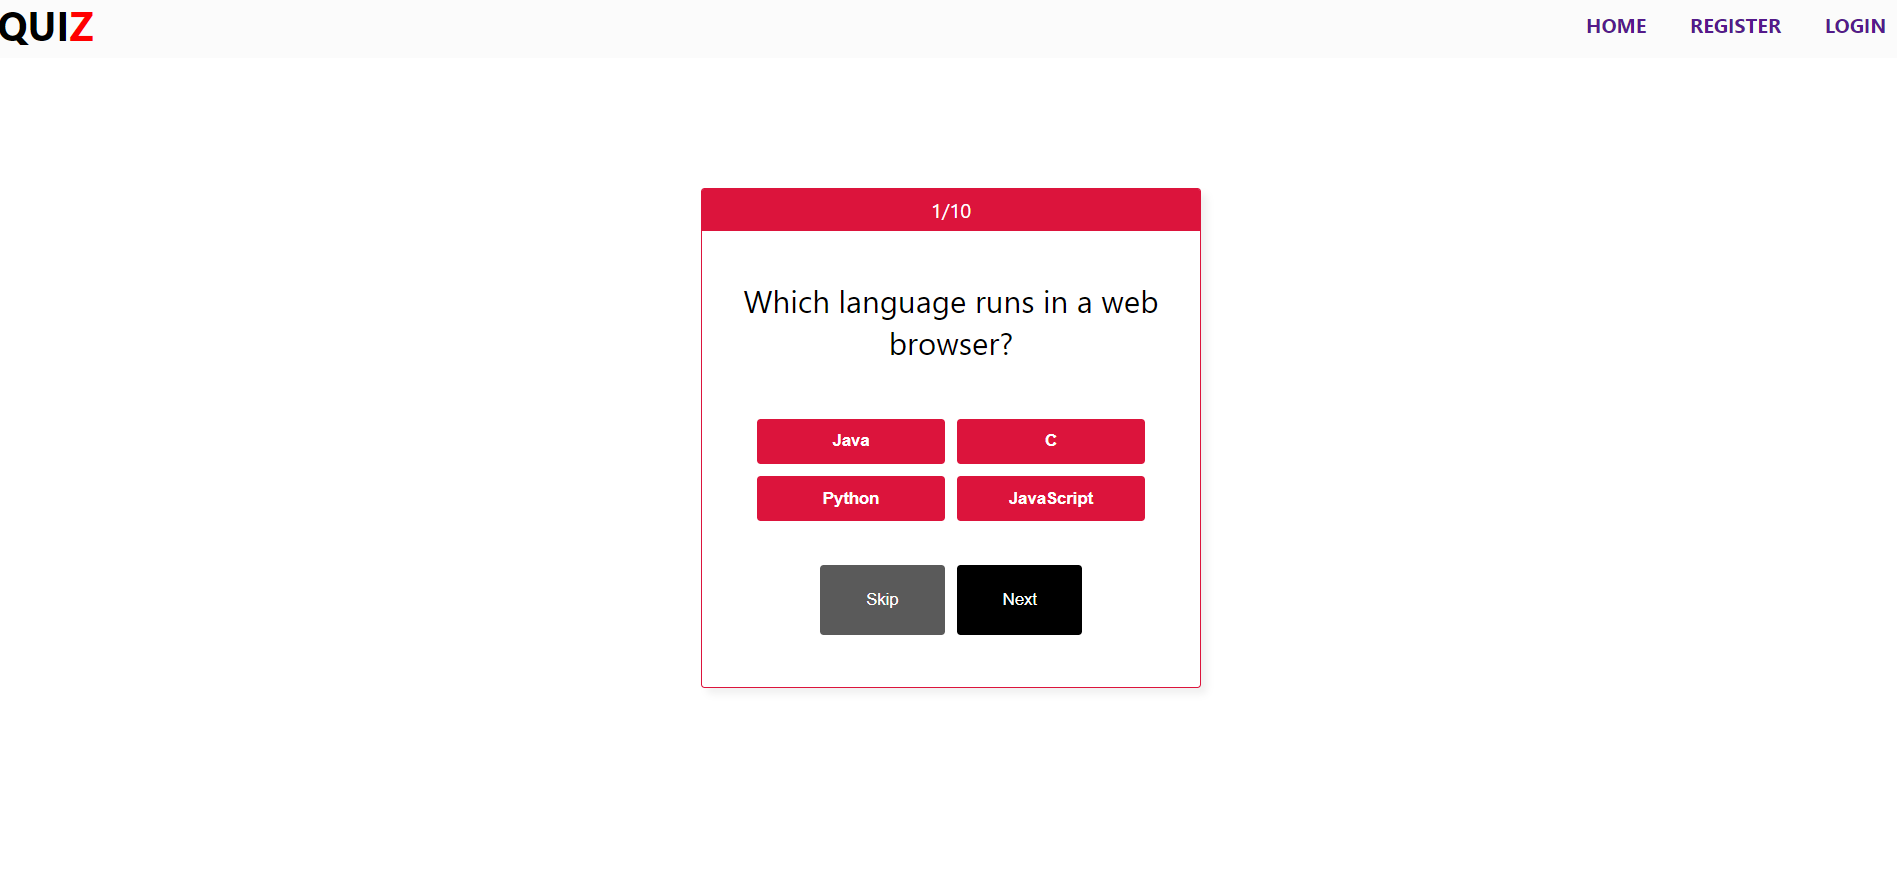 QUIZ
HOME REGISTER LOGIN
1/10
Which language runs in a web
browser?
Java C
Python JavaScript
Skip Next